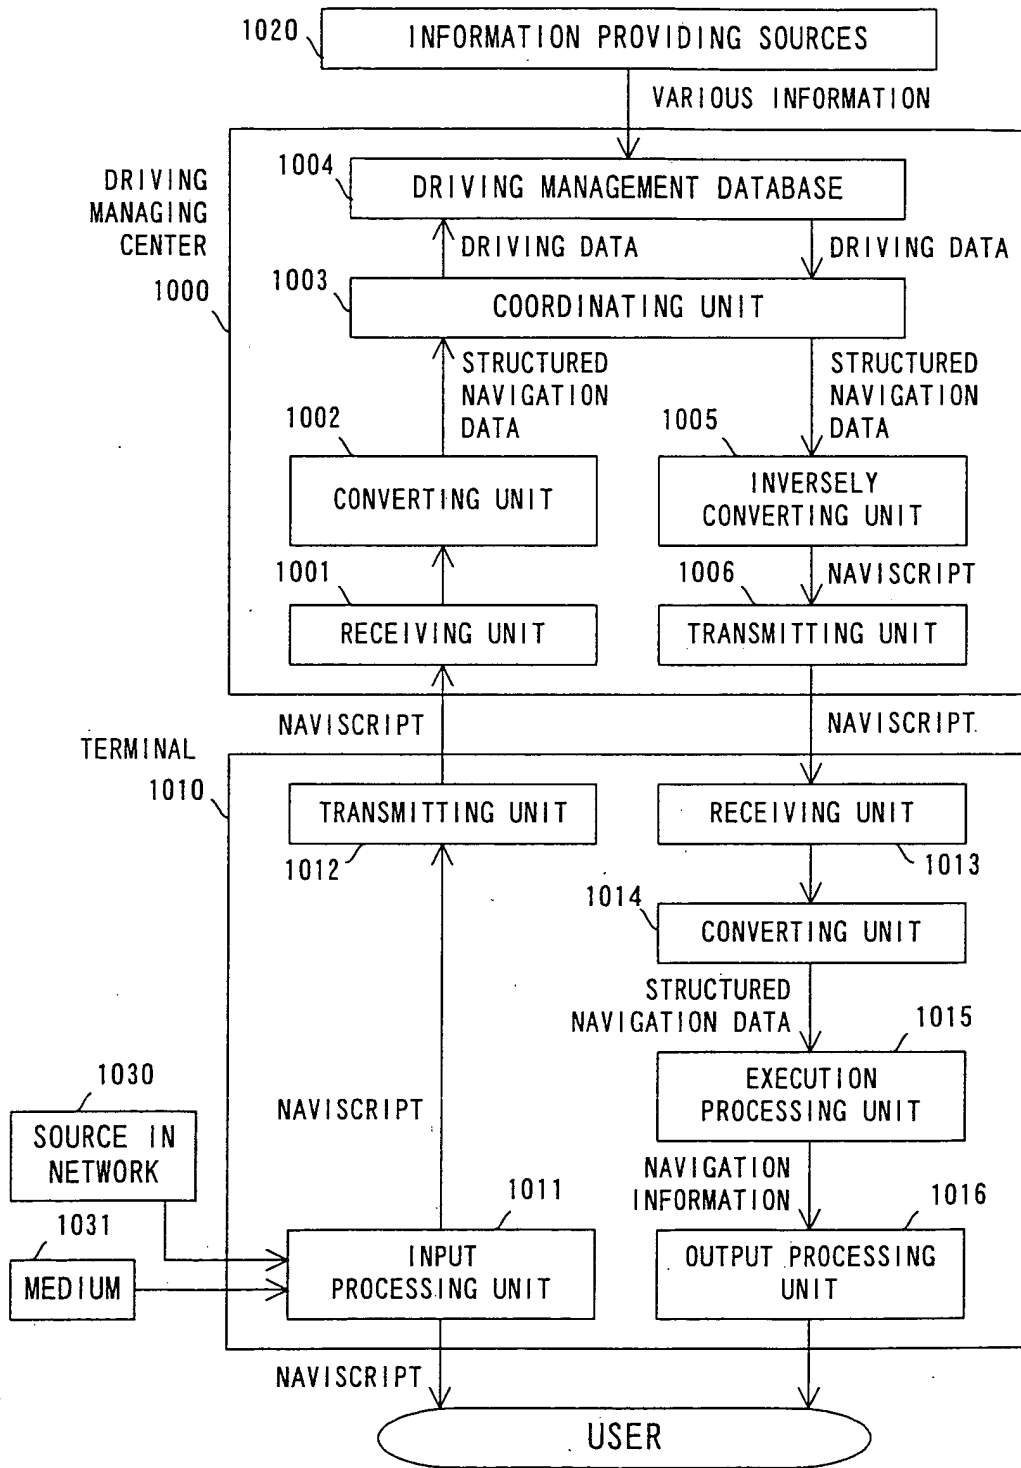 1020
INFORMATION PROVIDING SOURCES
VARIOUS INFORMATION
DRIVING
MANAGING
CENTER
1000
1004
DRIVING MANAGEMENT DATABASE
DRIVING DATA
DRIVING DATA
1003
COORDINATING UNIT
STRUCTURED
NAVIGATION
DATA
STRUCTURED
NAVIGATION
DATA
1002
CONVERTING UNIT
1005
INVERSELY
CONVERTING UNIT
NAVISCRIPT
1001
RECEIVING UNIT
1006
TRANSMITTING UNIT
NAVISCRIPT
NAVISCRIPT
TERMINAL
1010
TRANSMITTING UNIT
1012
RECEIVING UNIT
1013
1014
CONVERTING UNIT
STRUCTURED
NAVIGATION DATA
1015
EXECUTION
PROCESSING UNIT
NAVISCRIPT
NAVIGATION
INFORMATION
1030
SOURCE IN
NETWORK
1031
MEDIUM
1011
INPUT
PROCESSING UNIT
1016
OUTPUT PROCESSING
UNIT
NAVISCRIPT
USER